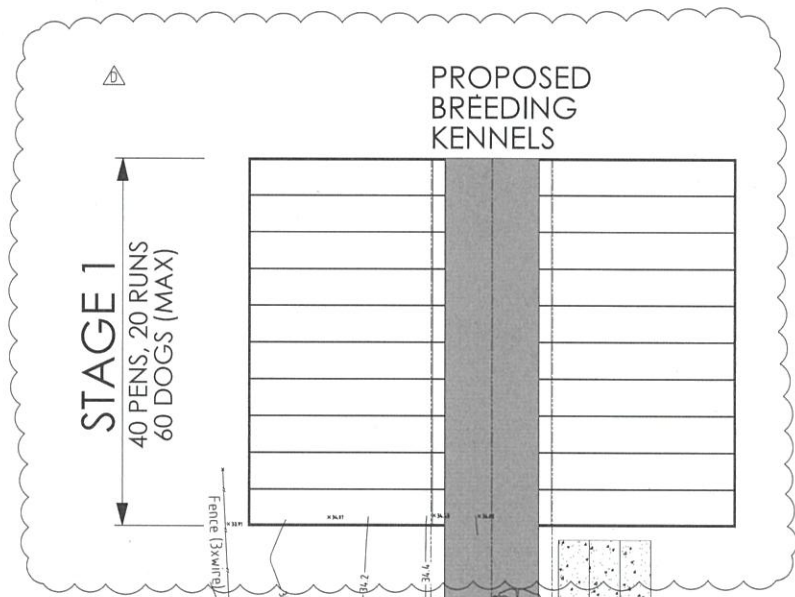 D
PROPOSED
BREEDING
KENNELS
STAGE 1
40 PENS, 20 RUNS
60 DOGS (MAX)
Fence (3xwire)
34.2
34.4